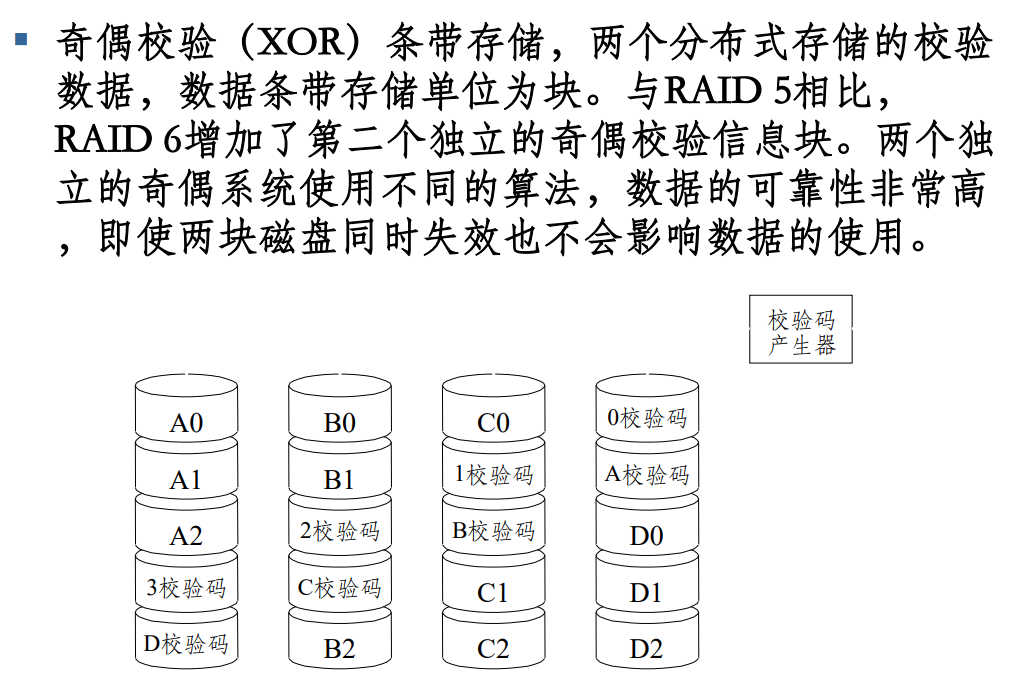 奇偶校验（XOR）条带存储，两个分布式存储的校验
数据，数据条带存储单位为块。与RAID 5相比，
RAID 6增加了第二个独立的奇偶校验信息块。两个独
立的奇偶系统使用不同的算法，数据的可靠性非常高
，即使两块磁盘同时失效也不会影响数据的使用。
校验码
产生器
A0 B0 C0 0校验码
A1 B1 1校验码 A校验码
A2 2校验码 B校验码 D0
3校验码 C校验码 C1 D1
D校验码 B2 C2 D2